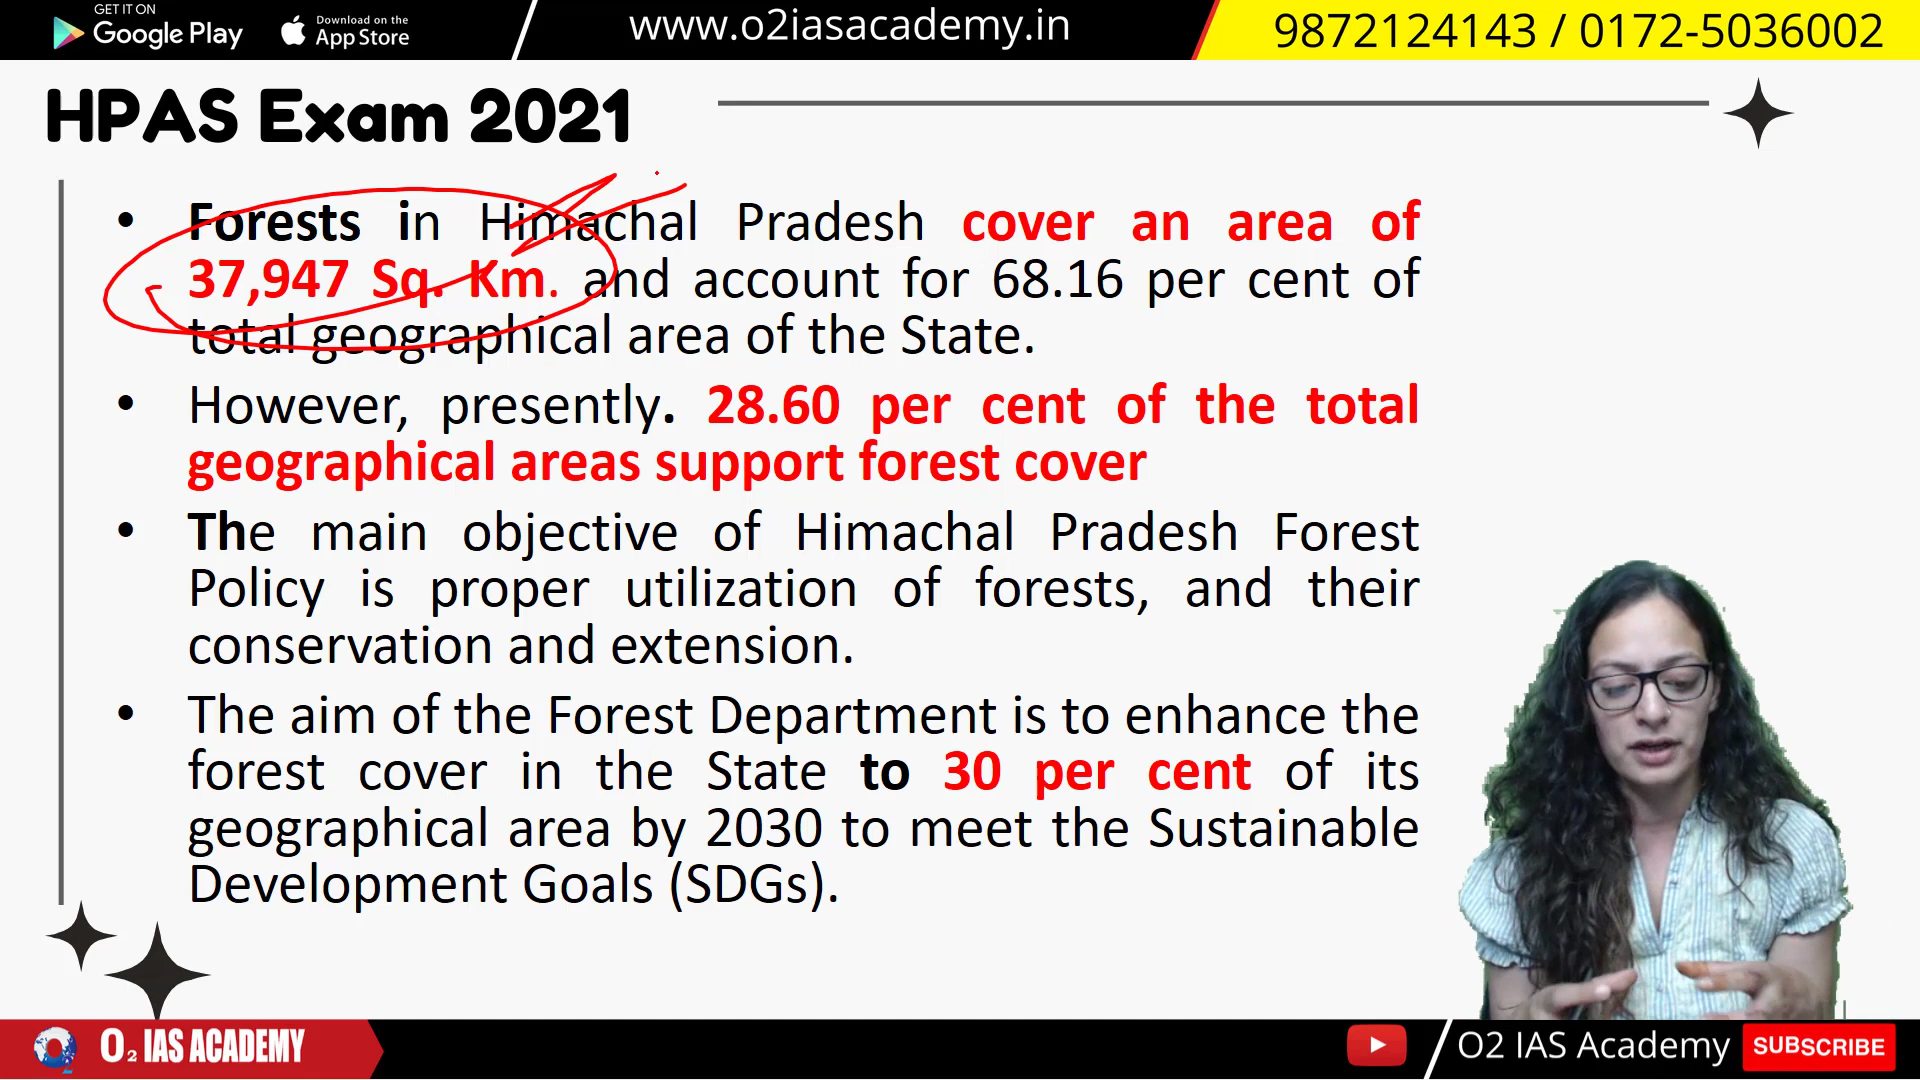 GET IT ON
Google Play
Download on the
App Store
www.o2iasacademy.in
9872124143 / 0172-5036002
HPAS Exam 2021
• Forests in Himachal Pradesh cover an area of
37,947 Sq. Km. and account for 68.16 per cent of
total geographical area of the State.
• However, presently. 28.60 per cent of the total
geographical areas support forest cover
• The main objective of Himachal Pradesh Forest
Policy is proper utilization of forests, and their
conservation and extension.
• The aim of the Forest Department is to enhance the
forest cover in the State to 30 per cent of its
geographical area by 2030 to meet the Sustainable
Development Goals (SDGs).
O2 IAS ACADEMY
O2 IAS Academy
SUBSCRIBE